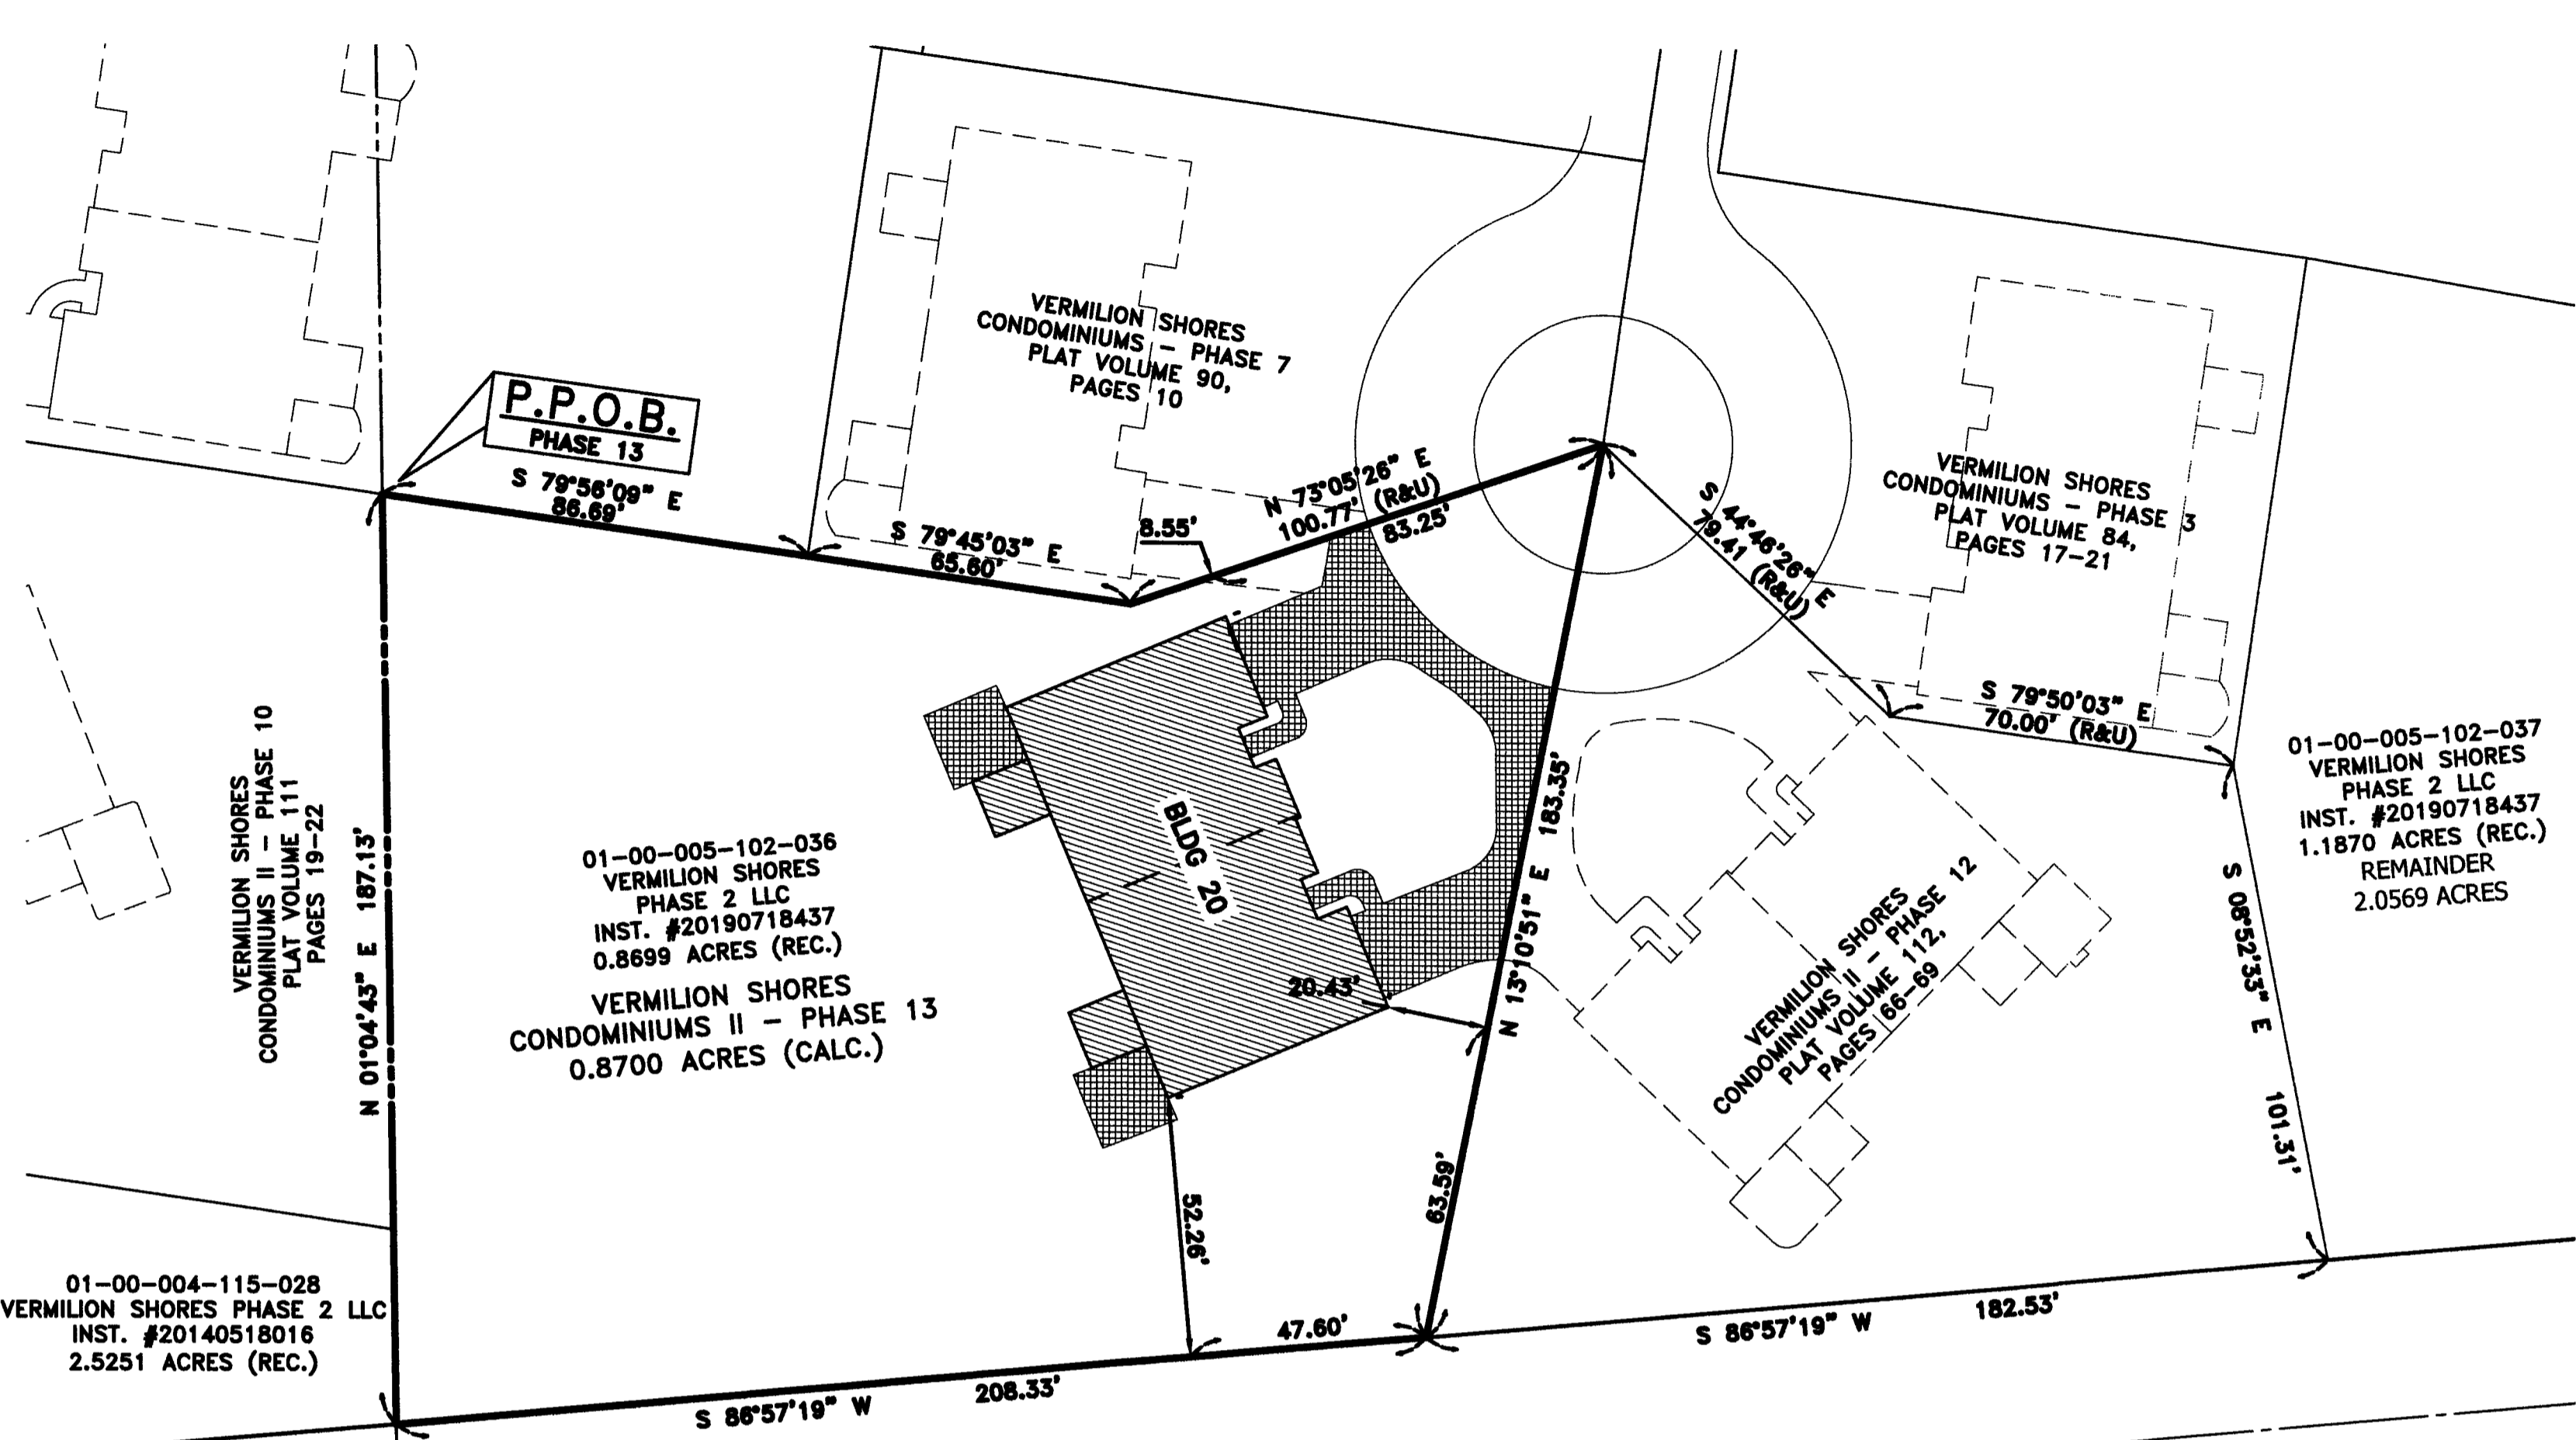 P.P.O.B.
PHASE 13
S 79°56'09" E
86.69'
VERMILION SHORES
CONDOMINIUMS – PHASE 7
PLAT VOLUME 90,
PAGES 10
S 79°45'03" E
65.60'
8.55'
N 73°05'26" E
100.77' (R&U)
83.25'
S 44°46'26" E
79.41 (R&U)
VERMILION SHORES
CONDOMINIUMS – PHASE 3
PLAT VOLUME 84,
PAGES 17–21
S 79°50'03" E
70.00' (R&U)
01–00–005–102–037
VERMILION SHORES
PHASE 2 LLC
INST. #20190718437
1.1870 ACRES (REC.)
REMAINDER
2.0569 ACRES
VERMILION SHORES
CONDOMINIUMS II – PHASE 10
PLAT VOLUME 111
PAGES 19–22
N 01°04'43" E 187.13'
01–00–005–102–036
VERMILION SHORES
PHASE 2 LLC
INST. #20190718437
0.8699 ACRES (REC.)
VERMILION SHORES
CONDOMINIUMS II – PHASE 13
0.8700 ACRES (CALC.)
BLDG 20
20.43'
N 13°10'51" E 183.35'
VERMILION SHORES
CONDOMINIUMS II – PHASE 12
PLAT VOLUME 112,
PAGES 66–69
S 08°52'33" E 101.31'
52.26'
63.59'
47.60'
01–00–004–115–028
VERMILION SHORES PHASE 2 LLC
INST. #20140518016
2.5251 ACRES (REC.)
S 86°57'19" W 208.33'
S 86°57'19" W 182.53'